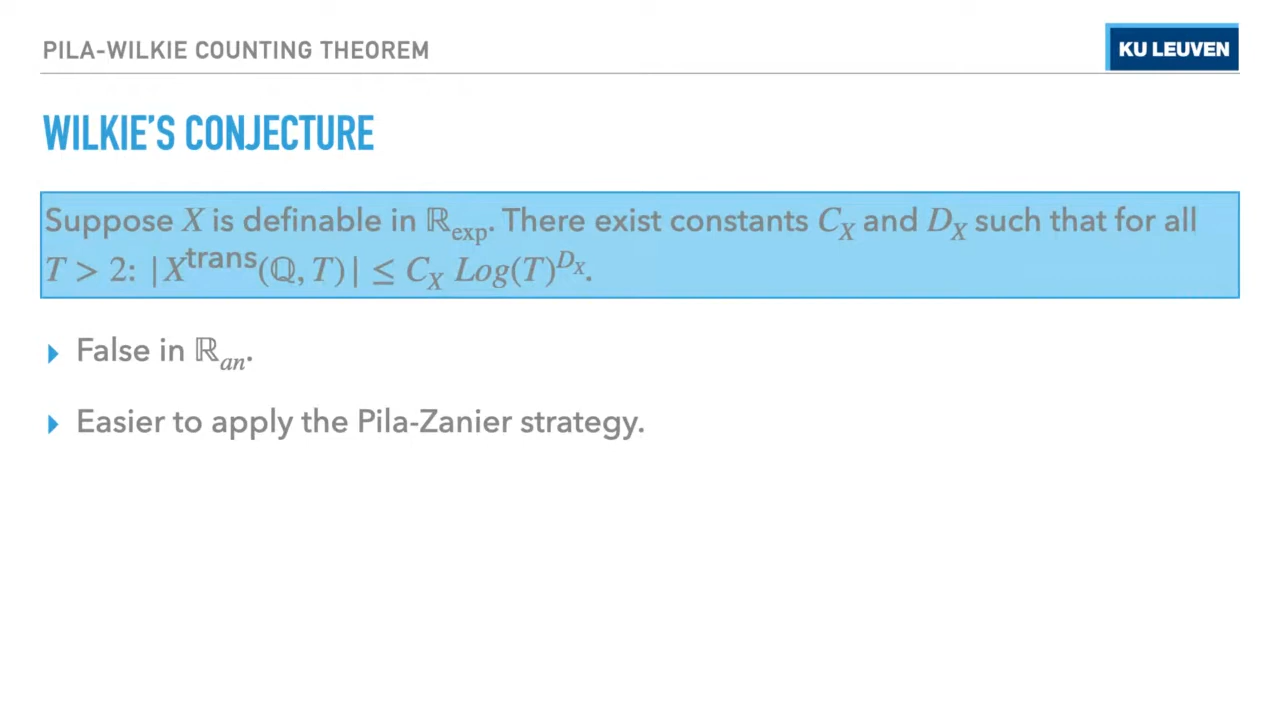 PILA-WILKIE COUNTING THEOREM
KU LEUVEN
WILKIE'S CONJECTURE
Suppose X is definable in ℝ_exp. There exist constants C_X and D_X such that for all
T > 2: |X^trans(ℚ, T)| ≤ C_X Log(T)^{D_X}.
▸ False in ℝ_an.
▸ Easier to apply the Pila-Zanier strategy.